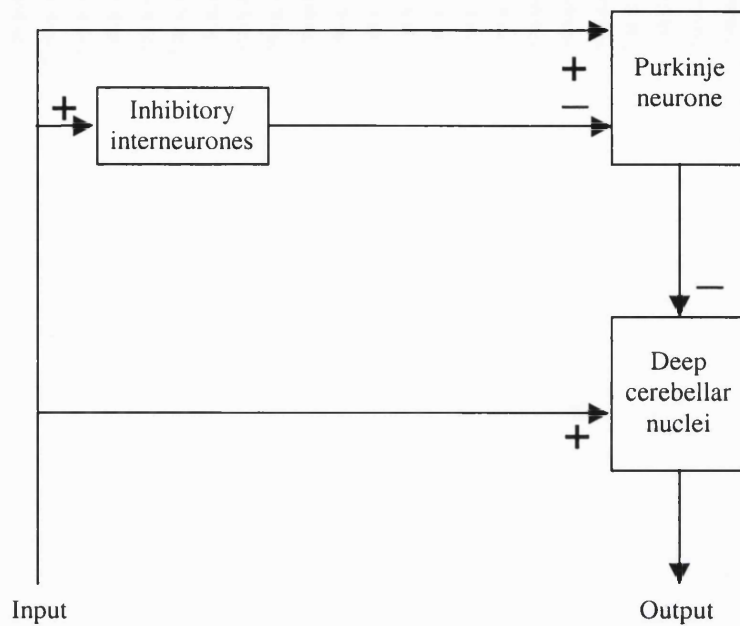 Purkinje
neurone
+
−
+
Inhibitory
interneurones
−
Deep
cerebellar
nuclei
+
Input
Output